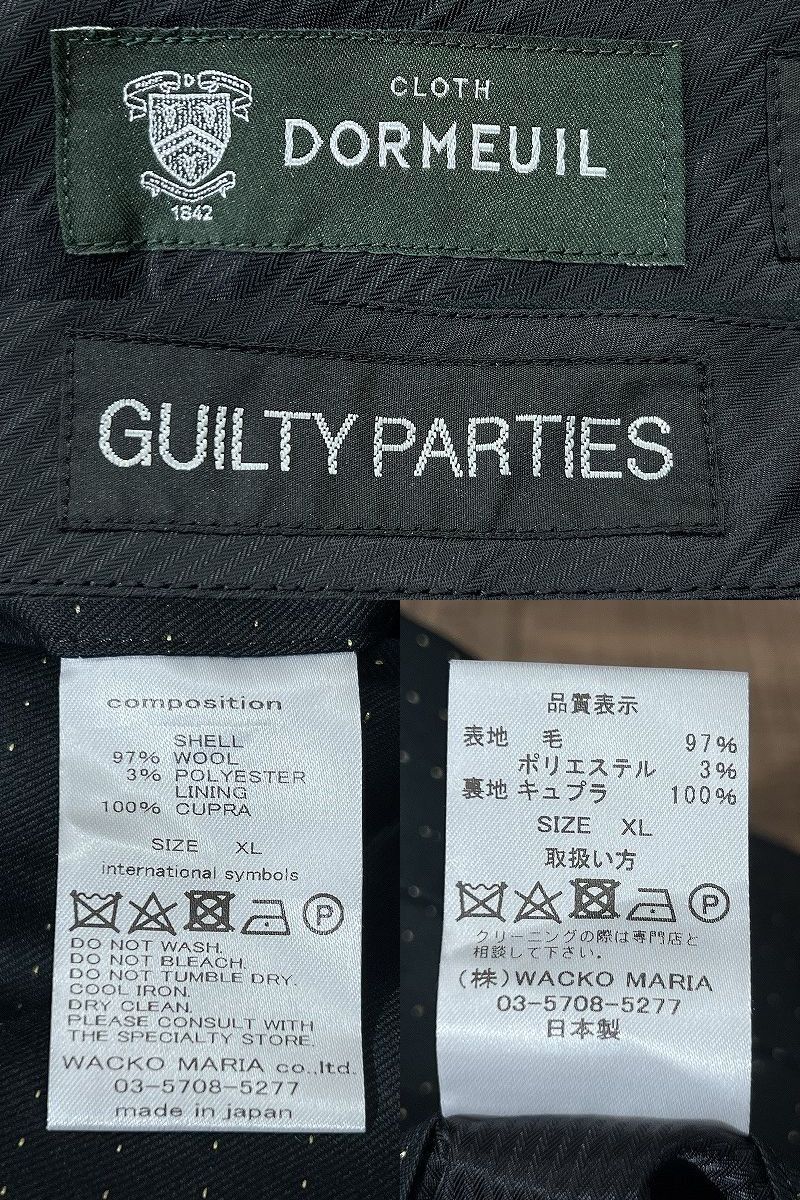 D
CLOTH
DORMEUIL
1842
GUILTY PARTIES
composition
SHELL
97% WOOL
3% POLYESTER
LINING
100% CUPRA
SIZE XL
international symbols
P
DO NOT WASH.
DO NOT BLEACH.
DO NOT TUMBLE DRY.
COOL IRON.
DRY CLEAN.
PLEASE CONSULT WITH
THE SPECIALTY STORE.
WACKO MARIA co.,ltd.
03-5708-5277
made in japan
品質表示
表地 毛 97%
ポリエステル 3%
裏地 キュプラ 100%
SIZE XL
取扱い方
P
クリーニングの際は専門店と
相談して下さい。
(株)WACKO MARIA
03-5708-5277
日本製